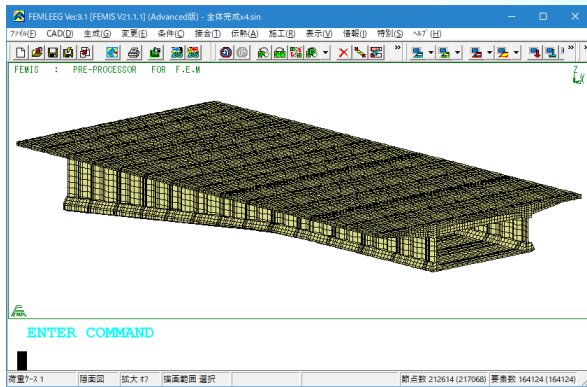 FEMLEEG Ver.9.1 [FEMIS V21.1.1] (Advanced版) - 全体完成x4.sin
ファイル(F) CAD(D) 生成(G) 変更(E) 条件(C) 接合(T) 伝熱(A) 施工(R) 表示(V) 情報(I) 特別(S) ヘルプ(H)
FEMIS : PRE-PROCESSOR FOR F.E.M
Z
X
ENTER COMMAND
荷重ケース 1 隠面図 拡大 オフ 描画範囲 選択 節点数 212614 (217068) 要素数 164124 (164124)